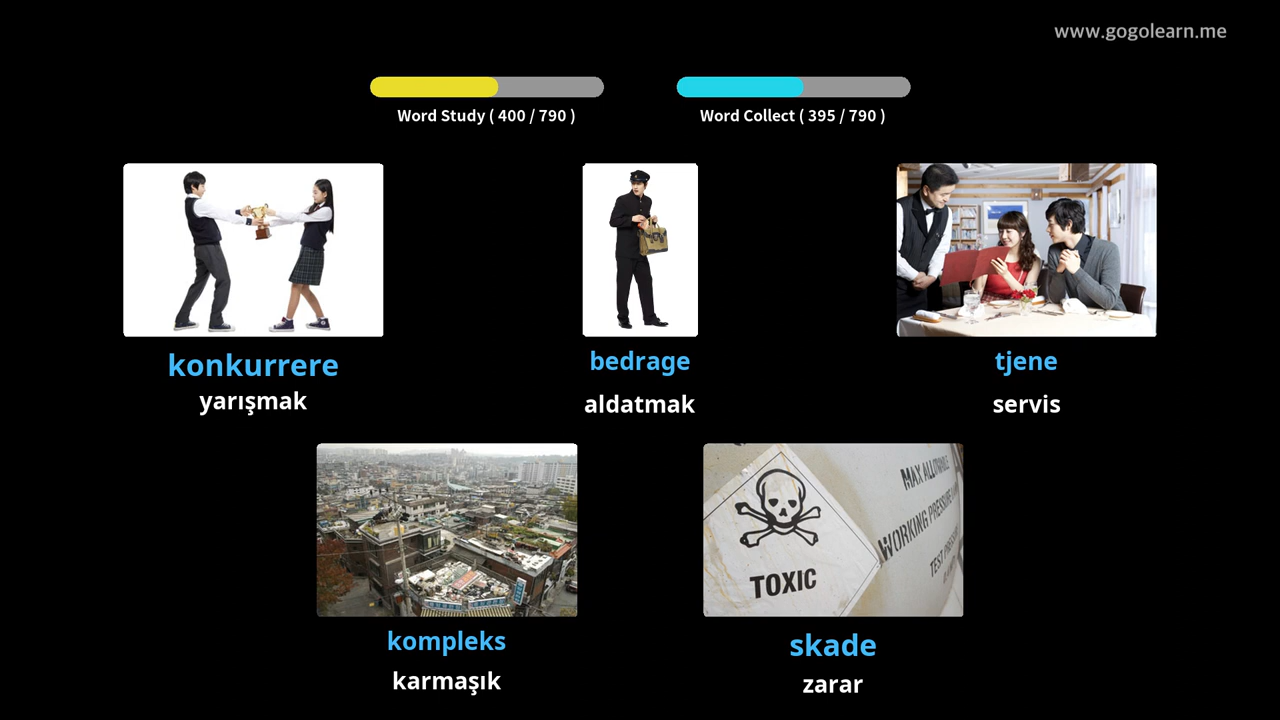 www.gogolearn.me
Word Study ( 400 / 790 )
Word Collect ( 395 / 790 )
konkurrere
yarışmak
bedrage
aldatmak
tjene
servis
TOXIC
MAX ALLOWABLE
WORKING PRESSURE
kompleks
karmaşık
skade
zarar